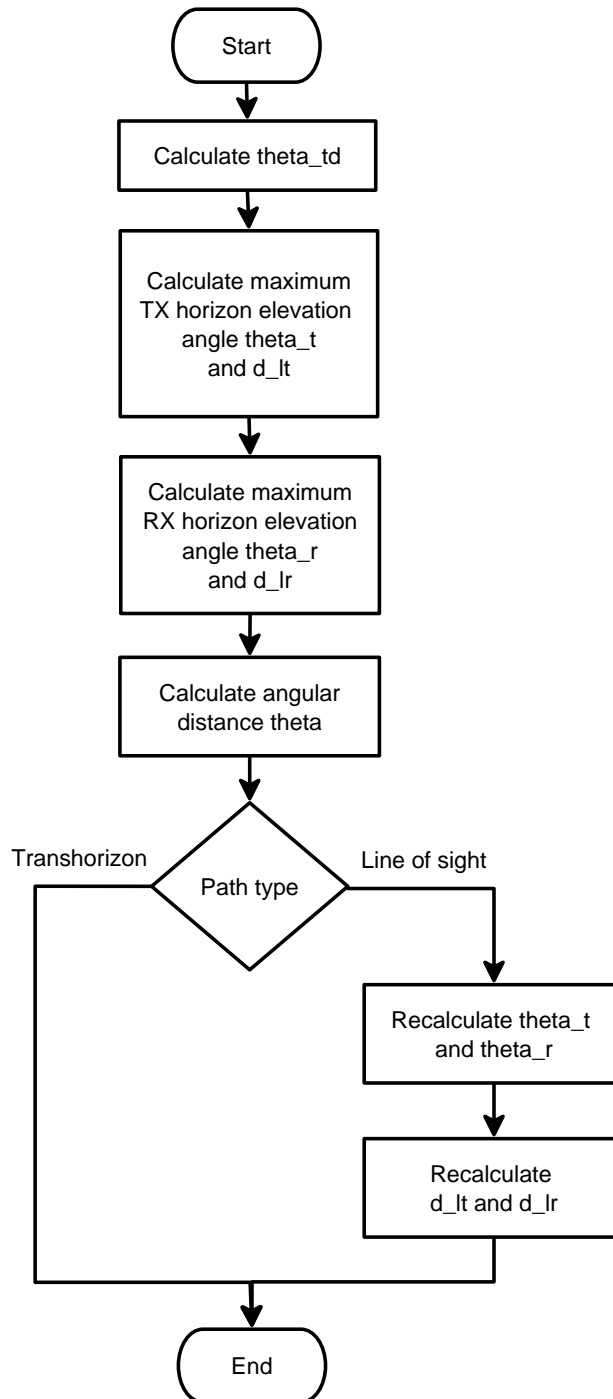 Start
Calculate theta_td
Calculate maximum
TX horizon elevation
angle theta_t
and d_lt
Calculate maximum
RX horizon elevation
angle theta_r
and d_lr
Calculate angular
distance theta
Transhorizon
Line of sight
Path type
Recalculate theta_t
and theta_r
Recalculate
d_lt and d_lr
End